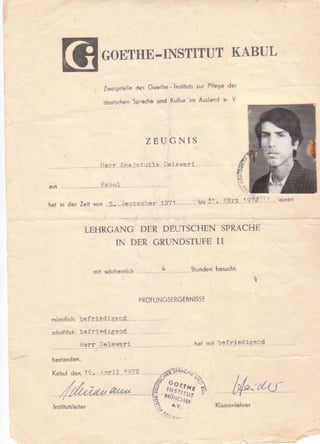 G GOETHE-INSTITUT KABUL
Zweigstelle des Goethe-Instituts zur Pflege der
deutschen Sprache und Kultur im Ausland e. V.
ZEUGNIS
Herr Enajatulla Delawari
aus Kabul
hat in der Zeit von 5. September 1971 bis 31. März 1972 einen
LEHRGANG DER DEUTSCHEN SPRACHE
IN DER GRUNDSTUFE II
mit wöchentlich 4 Stunden besucht.
PRÜFUNGSERGEBNISSE
mündlich: befriedigend
schriftlich: befriedigend
Herr Delawari hat mit befriedigend
bestanden.
Kabul den, 16. April 1972
GOETHE
INSTITUT
MÜNCHEN
e.V.
Institutleiter Klassenlehrer